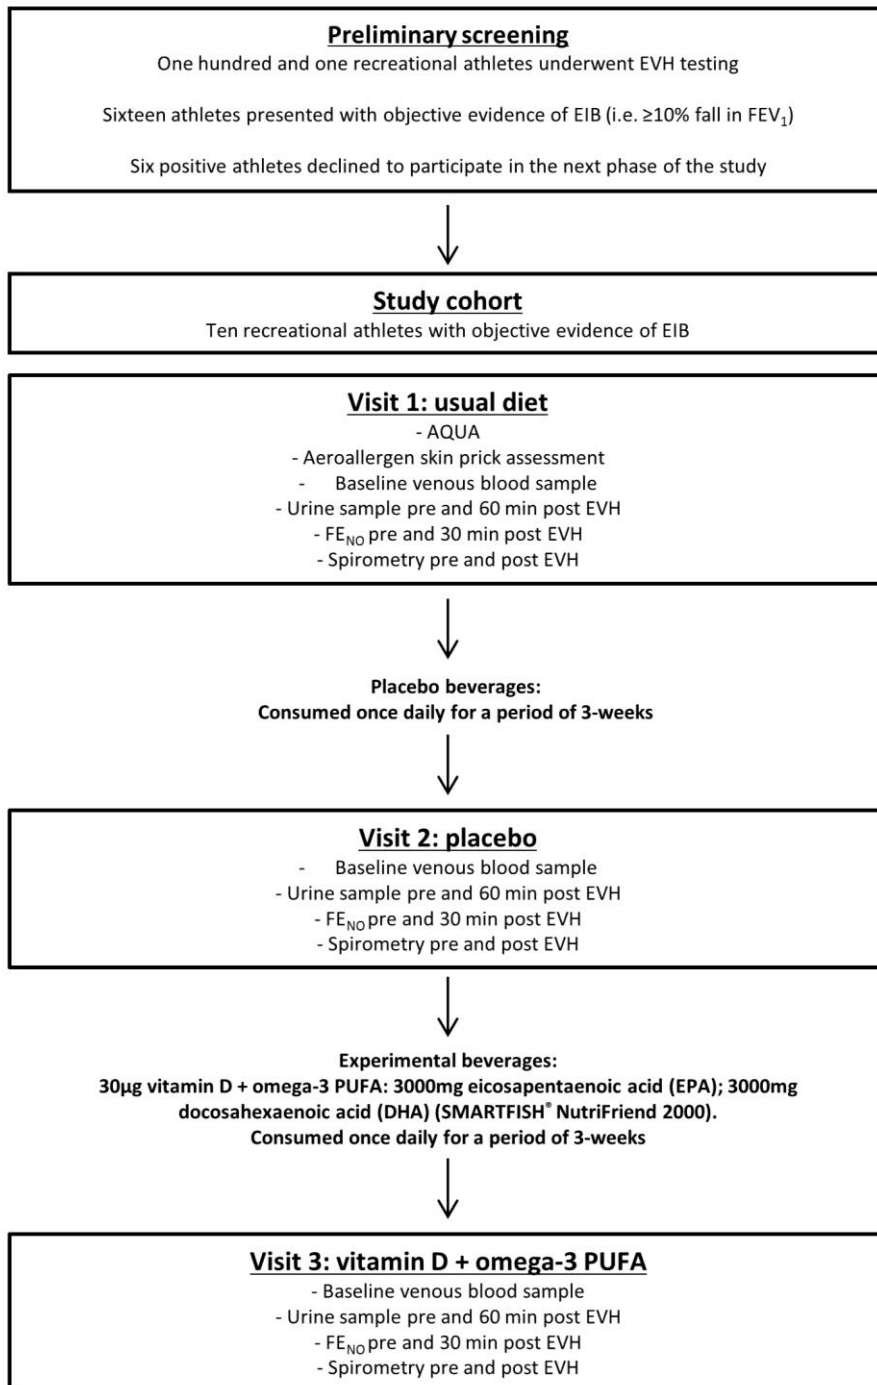 Preliminary screening
One hundred and one recreational athletes underwent EVH testing
Sixteen athletes presented with objective evidence of EIB (i.e. ≥10% fall in FEV₁)
Six positive athletes declined to participate in the next phase of the study
Study cohort
Ten recreational athletes with objective evidence of EIB
Visit 1: usual diet
- AQUA
- Aeroallergen skin prick assessment
- Baseline venous blood sample
- Urine sample pre and 60 min post EVH
- FE_NO pre and 30 min post EVH
- Spirometry pre and post EVH
Placebo beverages:
Consumed once daily for a period of 3-weeks
Visit 2: placebo
- Baseline venous blood sample
- Urine sample pre and 60 min post EVH
- FE_NO pre and 30 min post EVH
- Spirometry pre and post EVH
Experimental beverages:
30µg vitamin D + omega-3 PUFA: 3000mg eicosapentaenoic acid (EPA); 3000mg
docosahexaenoic acid (DHA) (SMARTFISH® NutriFriend 2000).
Consumed once daily for a period of 3-weeks
Visit 3: vitamin D + omega-3 PUFA
- Baseline venous blood sample
- Urine sample pre and 60 min post EVH
- FE_NO pre and 30 min post EVH
- Spirometry pre and post EVH